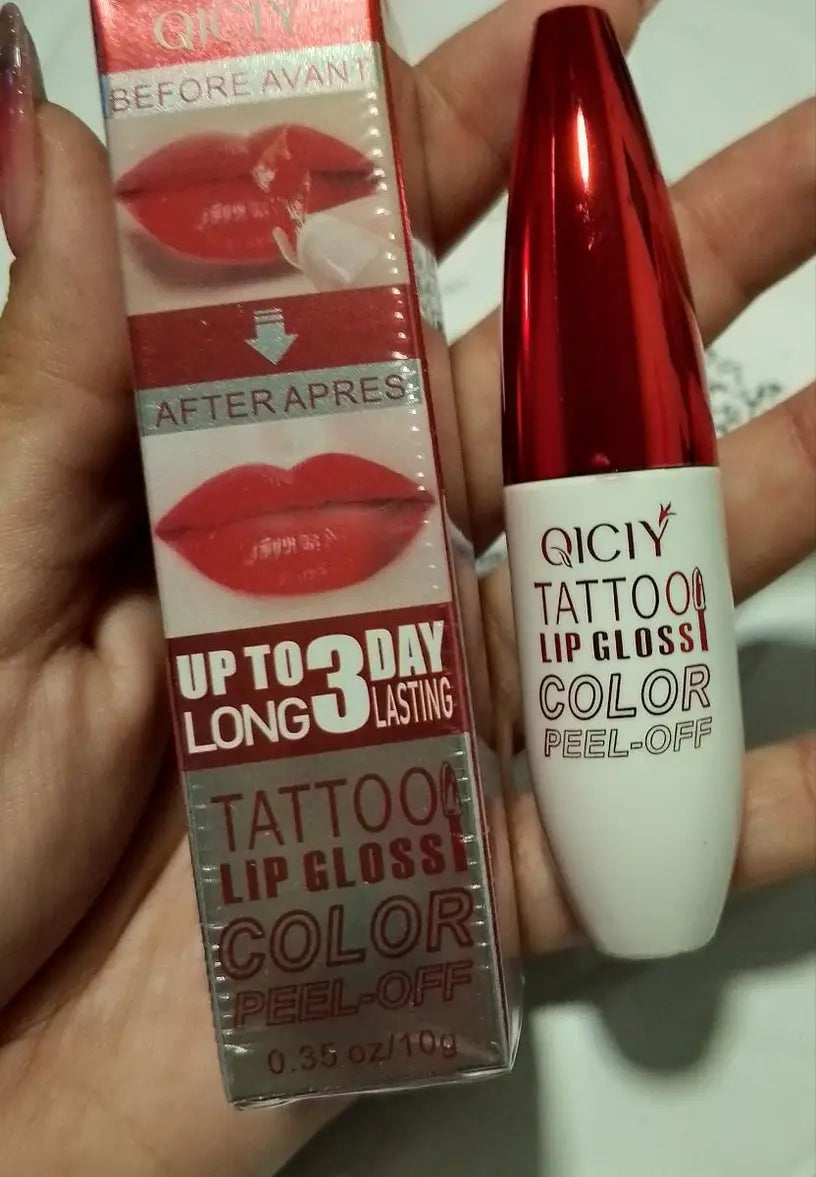 QICIY
BEFORE AVANT
AFTER APRES
UP TO 3 DAY
LONG LASTING
TATTOO
LIP GLOSS
COLOR
PEEL-OFF
0.35 oz/10g
QICIY
TATTOO
LIP GLOSS
COLOR
PEEL-OFF